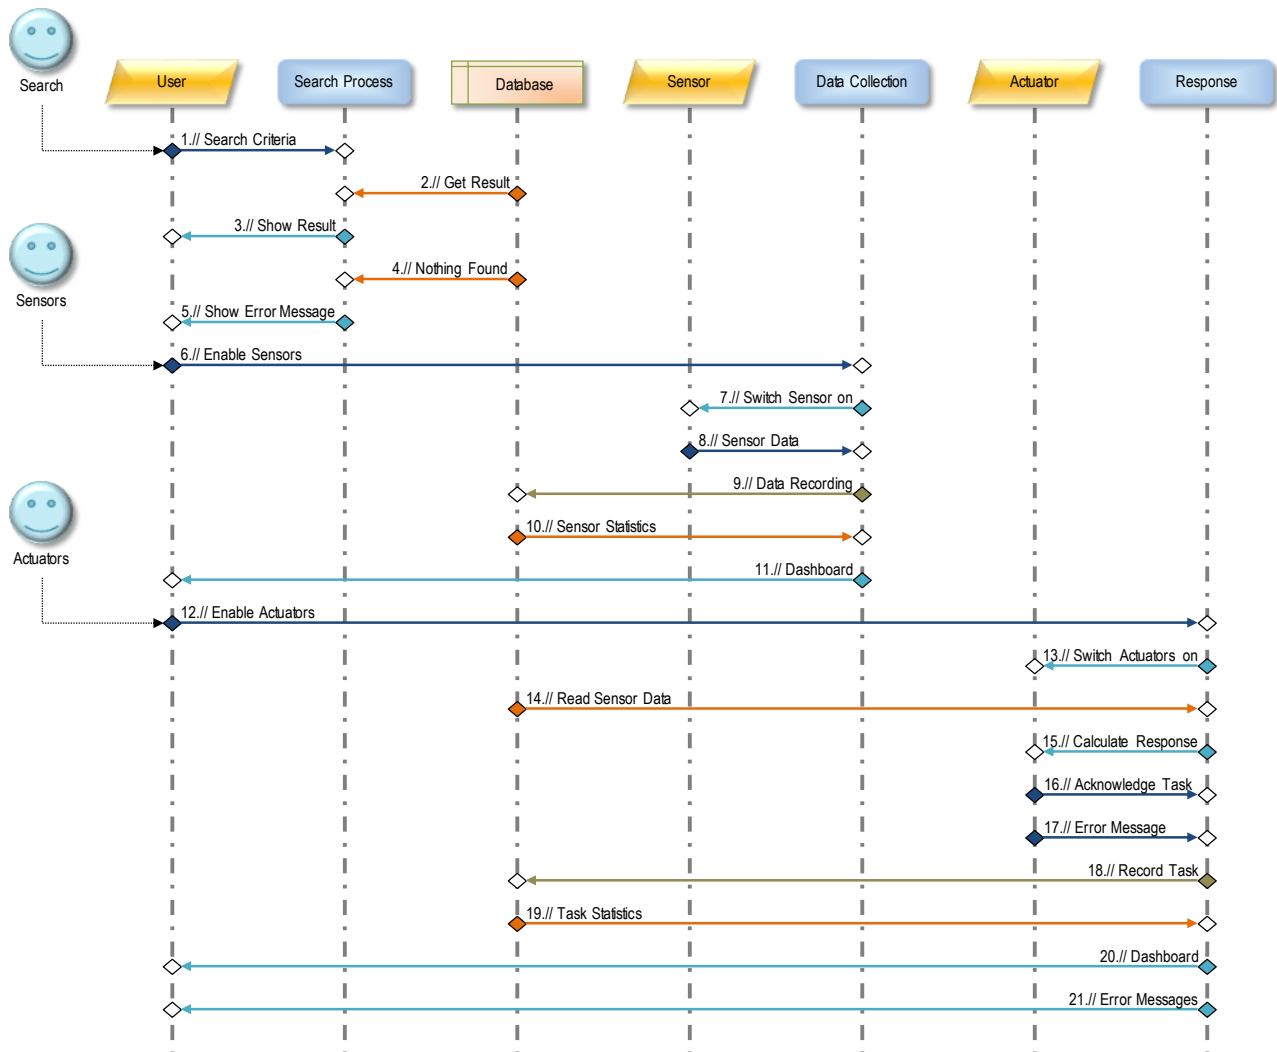 Search
User
Search Process
Database
Sensor
Data Collection
Actuator
Response
1.// Search Criteria
2.// Get Result
3.// Show Result
4.// Nothing Found
Sensors
5.// Show Error Message
6.// Enable Sensors
7.// Switch Sensor on
8.// Sensor Data
9.// Data Recording
10.// Sensor Statistics
Actuators
11.// Dashboard
12.// Enable Actuators
13.// Switch Actuators on
14.// Read Sensor Data
15.// Calculate Response
16.// Acknowledge Task
17.// Error Message
18.// Record Task
19.// Task Statistics
20.// Dashboard
21.// Error Messages